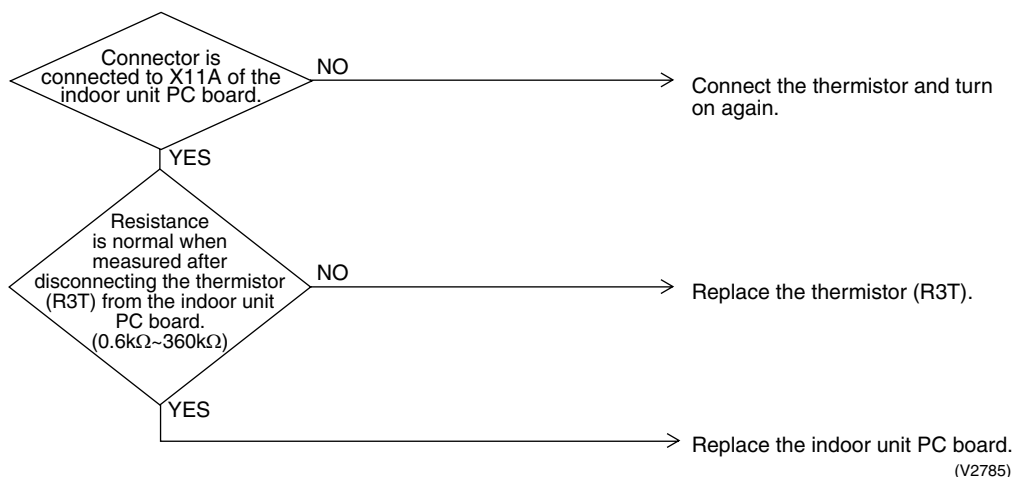 Connector is
connected to X11A of the
indoor unit PC board.
NO
Connect the thermistor and turn
on again.
YES
Resistance
is normal when
measured after
disconnecting the thermistor
(R3T) from the indoor unit
PC board.
(0.6kΩ~360kΩ)
NO
Replace the thermistor (R3T).
YES
Replace the indoor unit PC board.
(V2785)